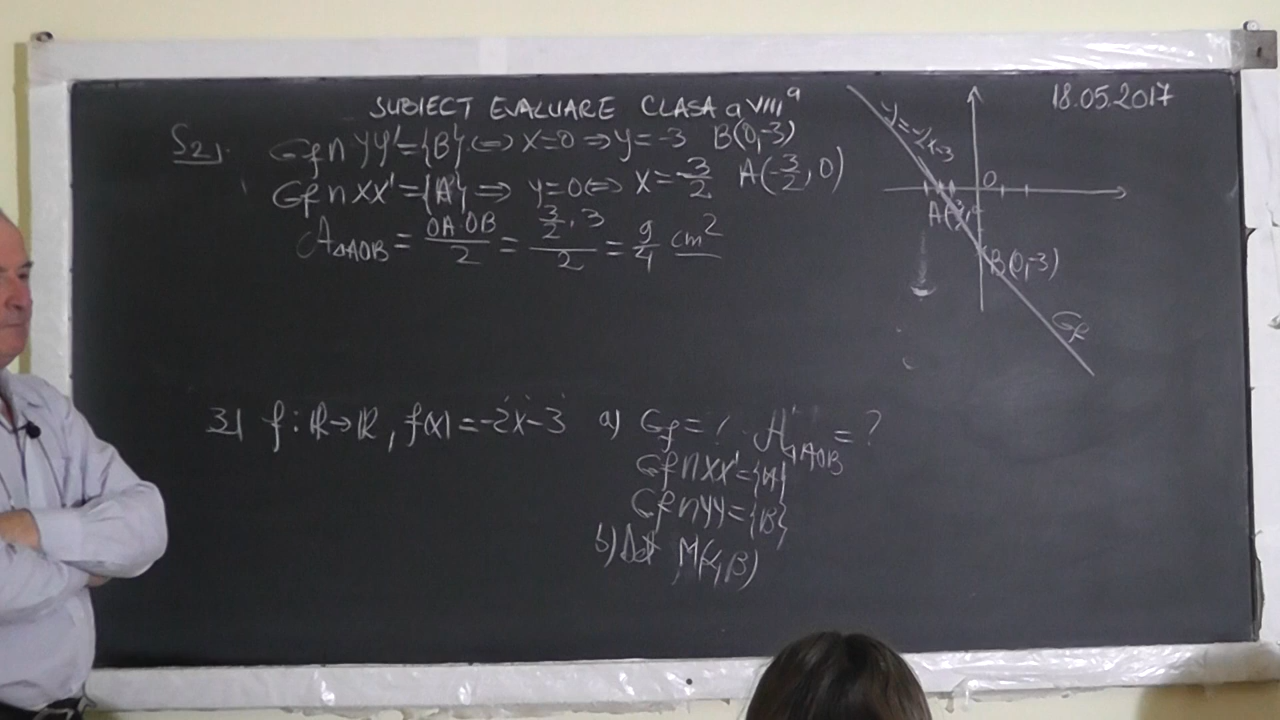 SUBIECT EVALUARE CLASA a VIIIª
18.05.2017
S2). Gf∩YY'={B} ⟺ X=0 ⇒ y=-3 B(0,-3)
Gf∩XX'={A} ⇒ y=0 ⟺ X=-3/2 A(-3/2, 0)
A△AOB = OA·OB/2 = (3/2 · 3)/2 = 9/4 cm²
y=-2x-3
O
B(0,-3)
Gf
3) f: ℝ→ℝ, f(x)=-2x-3 a) Gf=? A△AOB=?
Gf∩XX'={A}
Gf∩YY={B}
b) Det M(α,β)